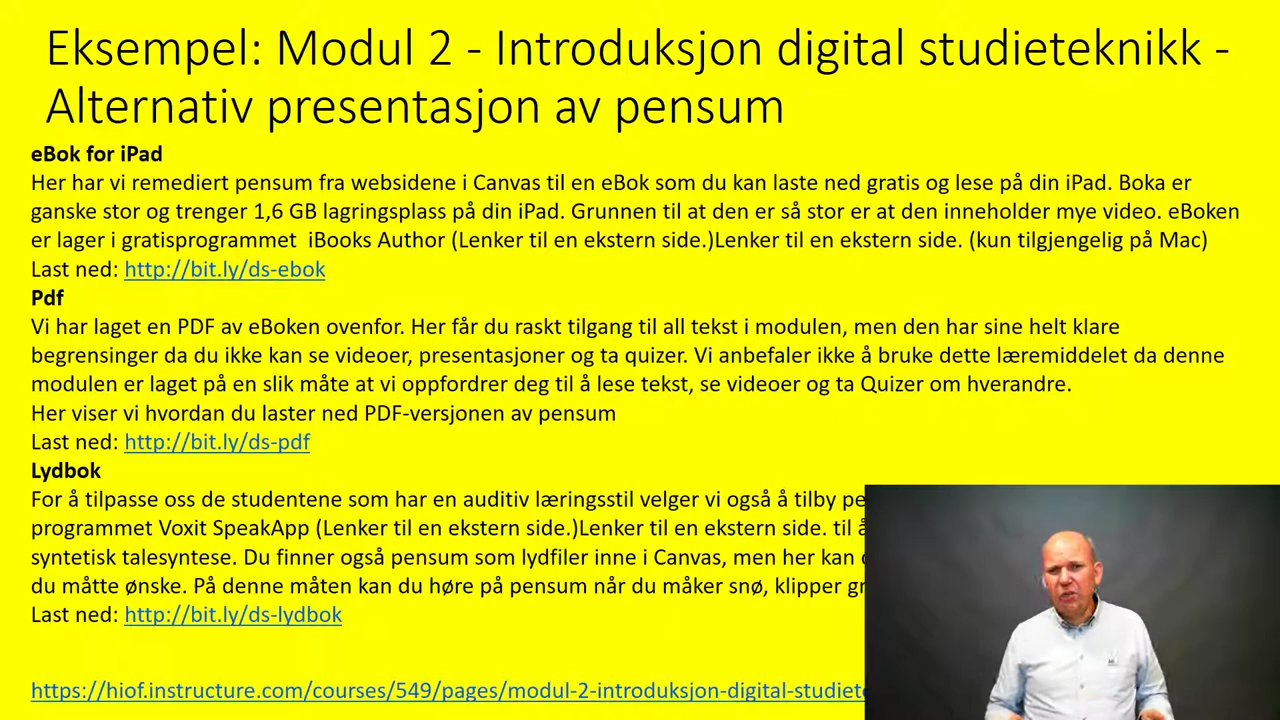 Eksempel: Modul 2 - Introduksjon digital studieteknikk -
Alternativ presentasjon av pensum
eBok for iPad
Her har vi remediert pensum fra websidene i Canvas til en eBok som du kan laste ned gratis og lese på din iPad. Boka er
ganske stor og trenger 1,6 GB lagringsplass på din iPad. Grunnen til at den er så stor er at den inneholder mye video. eBoken
er lager i gratisprogrammet  iBooks Author (Lenker til en ekstern side.)Lenker til en ekstern side. (kun tilgjengelig på Mac)
Last ned: http://bit.ly/ds-ebok
Pdf
Vi har laget en PDF av eBoken ovenfor. Her får du raskt tilgang til all tekst i modulen, men den har sine helt klare
begrensinger da du ikke kan se videoer, presentasjoner og ta quizer. Vi anbefaler ikke å bruke dette læremiddelet da denne
modulen er laget på en slik måte at vi oppfordrer deg til å lese tekst, se videoer og ta Quizer om hverandre.
Her viser vi hvordan du laster ned PDF-versjonen av pensum
Last ned: http://bit.ly/ds-pdf
Lydbok
For å tilpasse oss de studentene som har en auditiv læringsstil velger vi også å tilby
programmet Voxit SpeakApp (Lenker til en ekstern side.)Lenker til en ekstern side. til
syntetisk talesyntese. Du finner også pensum som lydfiler inne i Canvas, men her kan
du måtte ønske. På denne måten kan du høre på pensum når du måker snø, klipper
Last ned: http://bit.ly/ds-lydbok
https://hiof.instructure.com/courses/549/pages/modul-2-introduksjon-digital-studiete